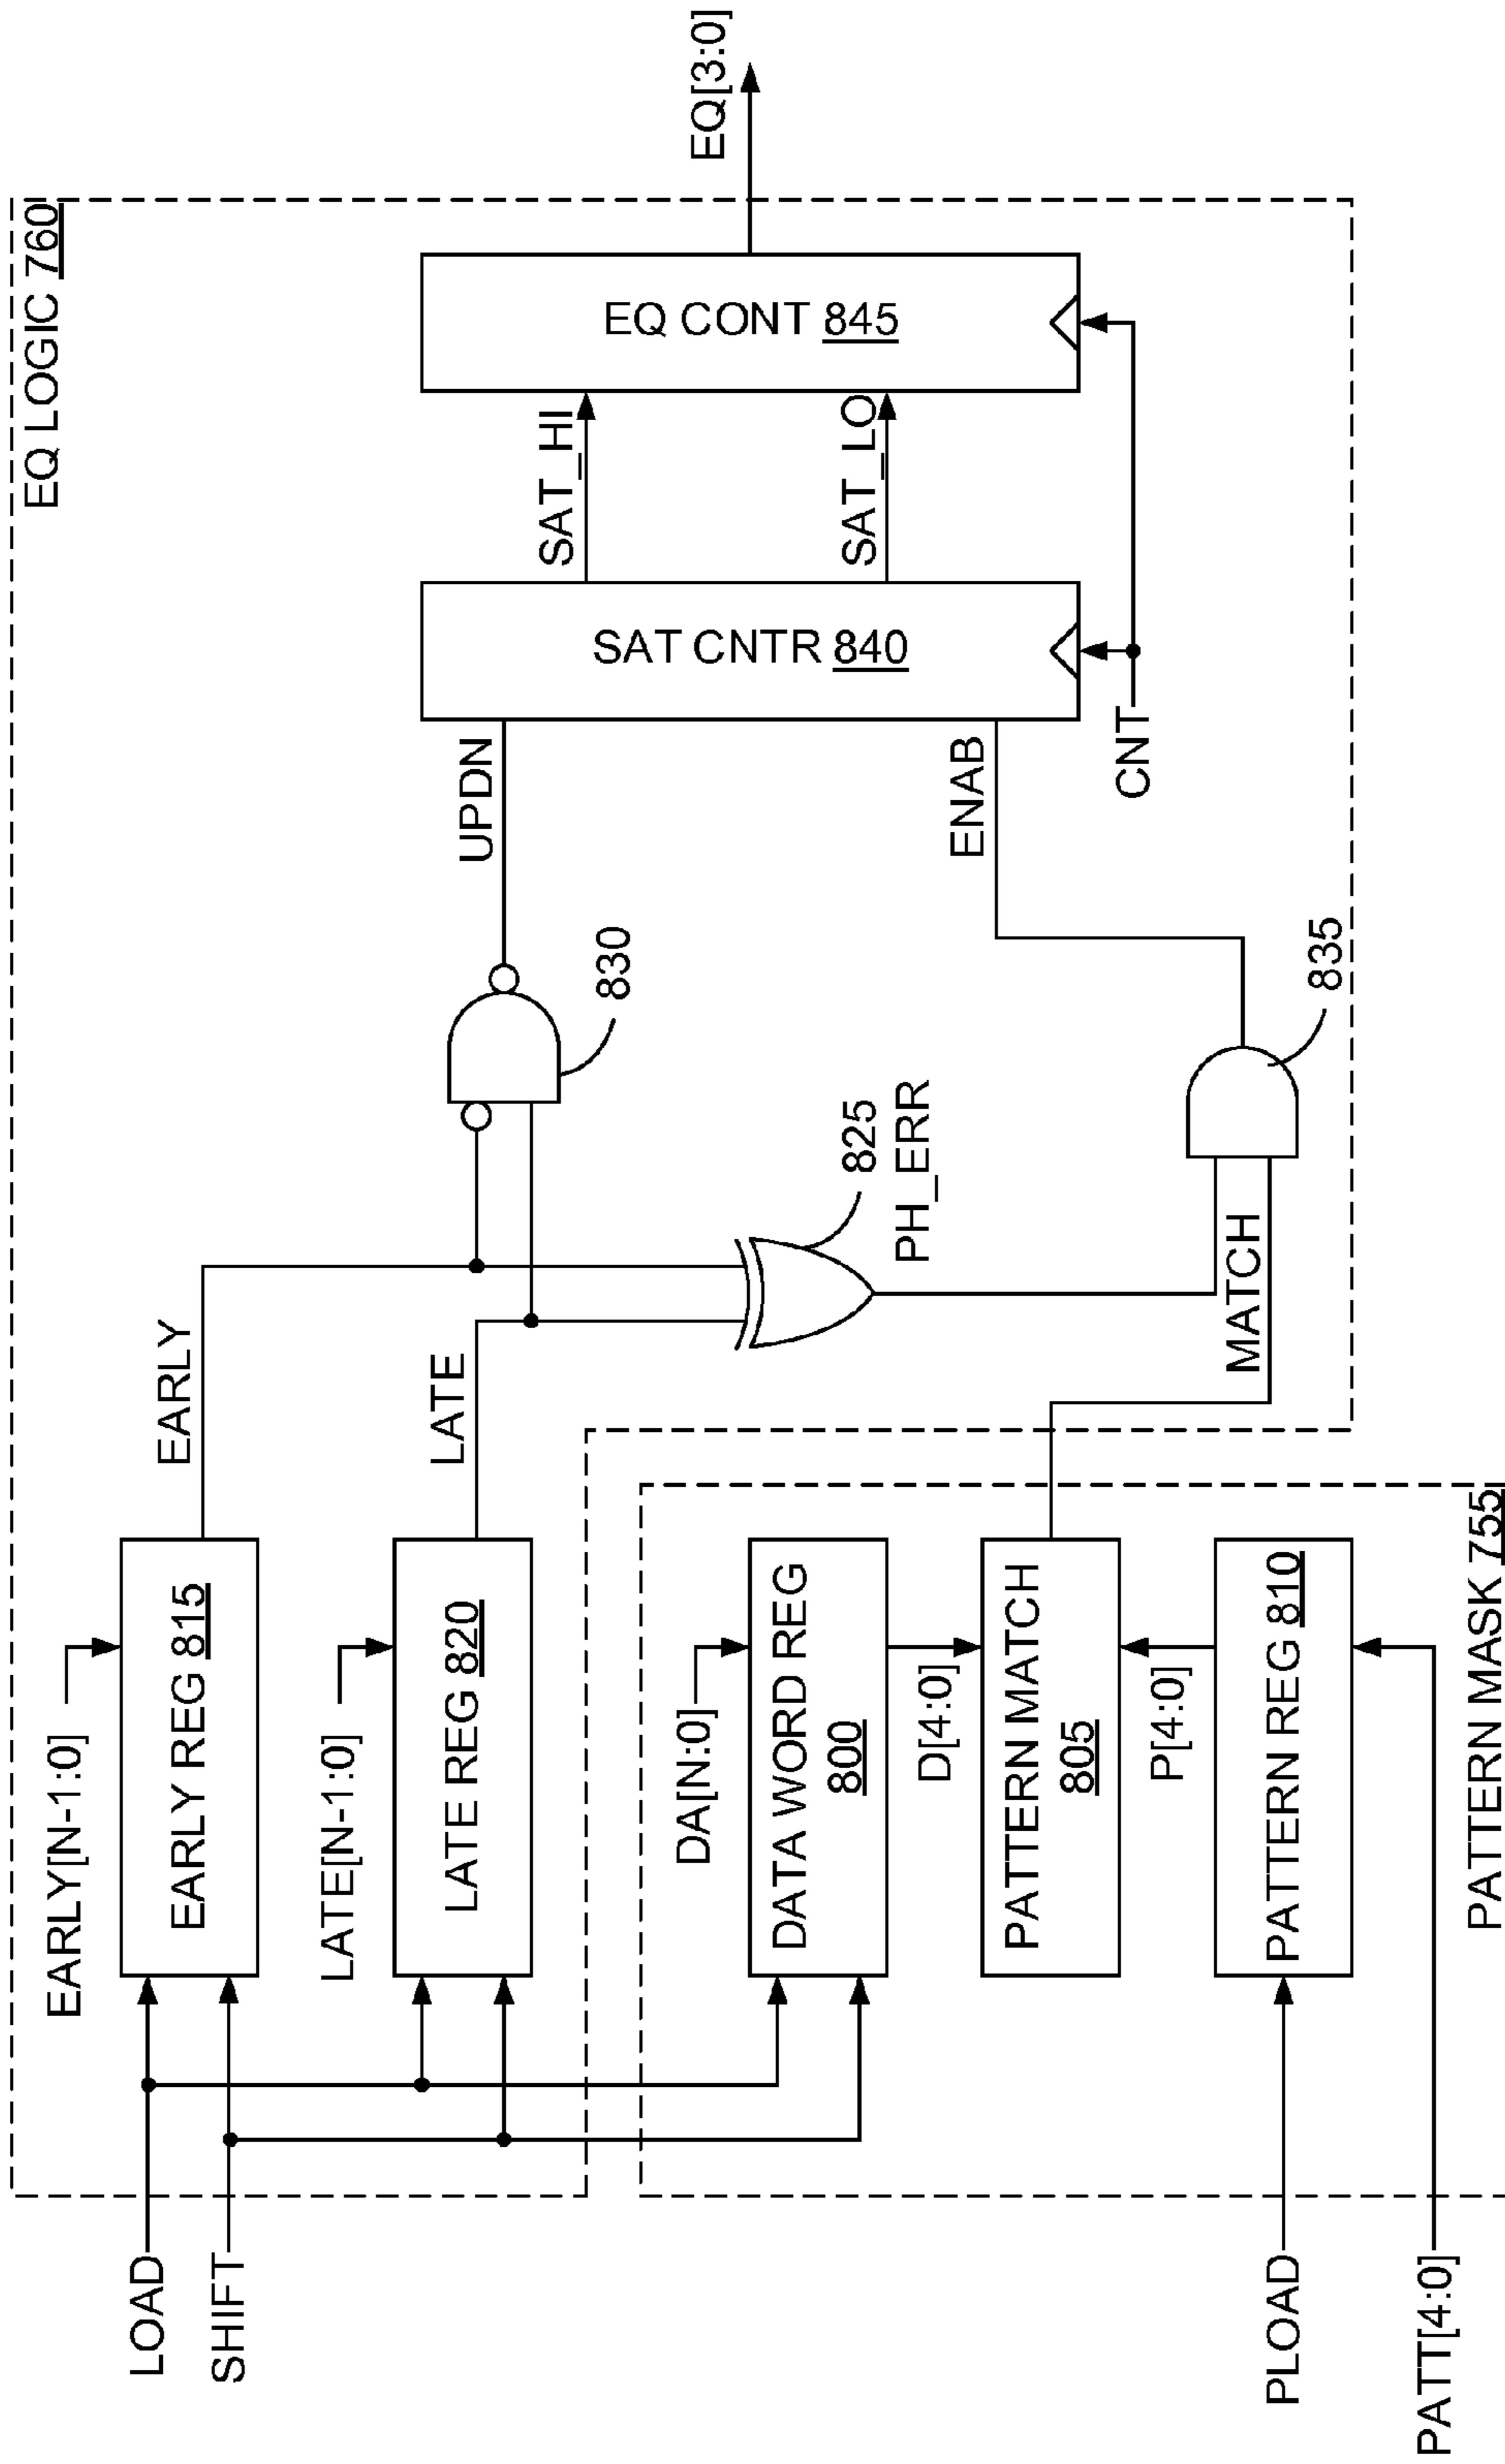 EQ LOGIC 760
EARLY[N-1:0]
EARLY REG 815
EARLY
LOAD
SHIFT
LATE[N-1:0]
LATE REG 820
LATE
830
UPDN
SAT CNTR 840
SAT_HI
SAT_LO
EQ CONT 845
EQ[3:0]
825
PH_ERR
DA[N:0]
DATA WORD REG
800
D[4:0]
PATTERN MATCH
805
MATCH
835
ENAB
CNT
P[4:0]
PATTERN REG 810
PLOAD
PATT[4:0]
PATTERN MASK 755